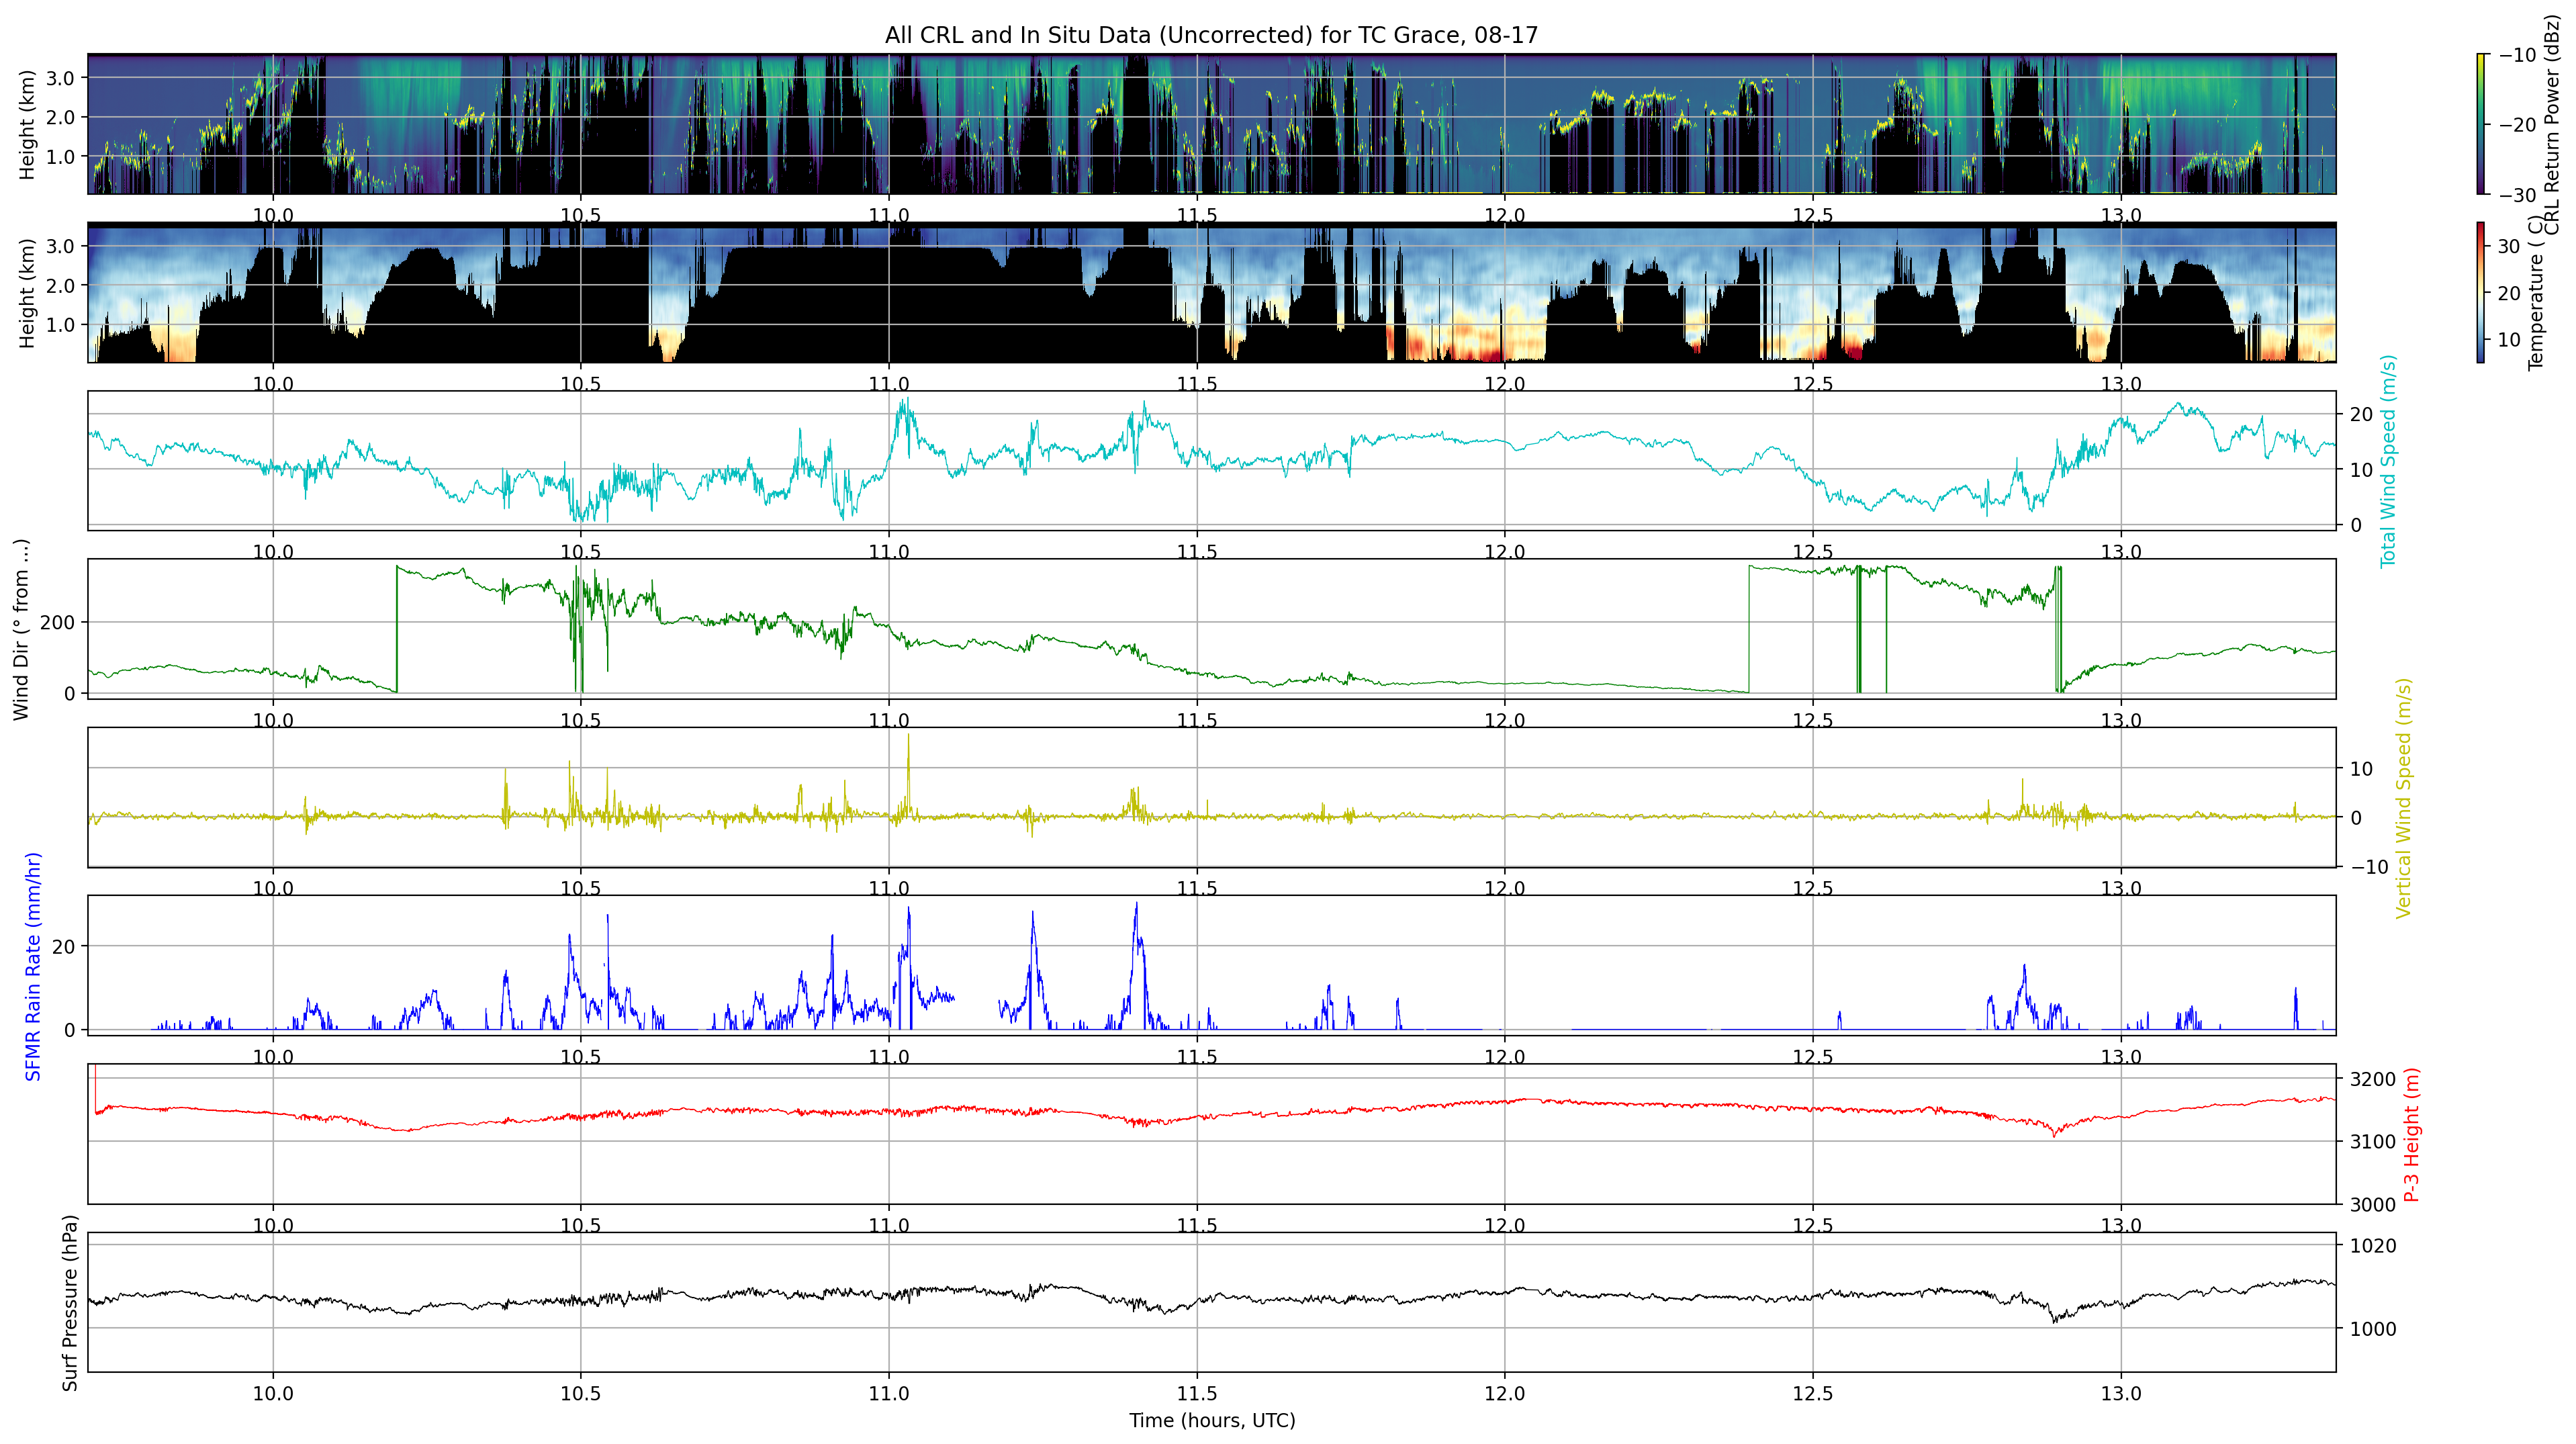 All CRL and In Situ Data (Uncorrected) for TC Grace, 08-17
Height (km)
3.0
2.0
1.0
10.0 10.5 11.0 11.5 12.0 12.5 13.0
−10
−20
−30
CRL Return Power (dBz)
Height (km)
3.0
2.0
1.0
10.0 10.5 11.0 11.5 12.0 12.5 13.0
30
20
10
Temperature ( C)
20
10
0
Total Wind Speed (m/s)
10.0 10.5 11.0 11.5 12.0 12.5 13.0
Wind Dir (° from ...)
200
0
10.0 10.5 11.0 11.5 12.0 12.5 13.0
10
0
−10
Vertical Wind Speed (m/s)
10.0 10.5 11.0 11.5 12.0 12.5 13.0
SFMR Rain Rate (mm/hr)
20
0
10.0 10.5 11.0 11.5 12.0 12.5 13.0
3200
3100
3000
P-3 Height (m)
10.0 10.5 11.0 11.5 12.0 12.5 13.0
Surf Pressure (hPa)
1020
1000
10.0 10.5 11.0 11.5 12.0 12.5 13.0
Time (hours, UTC)